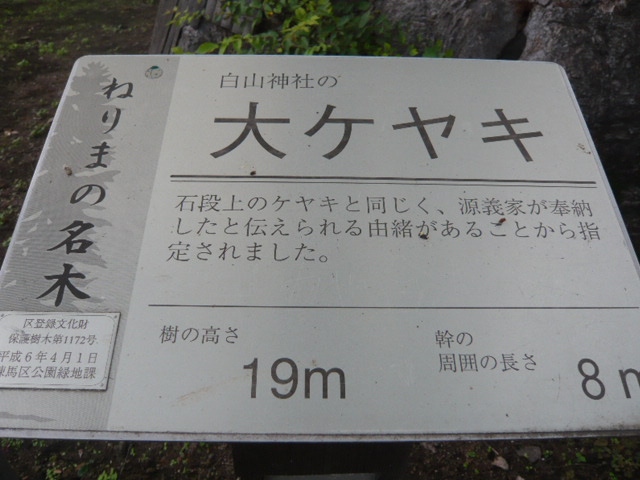 ねりまの名木
区登録文化財
保護樹木第1172号
平成6年4月1日
練馬区公園緑地課
白山神社の
大ケヤキ
石段上のケヤキと同じく、源義家が奉納
したと伝えられる由緒があることから指
定されました。
樹の高さ
19m
幹の
周囲の長さ
8m